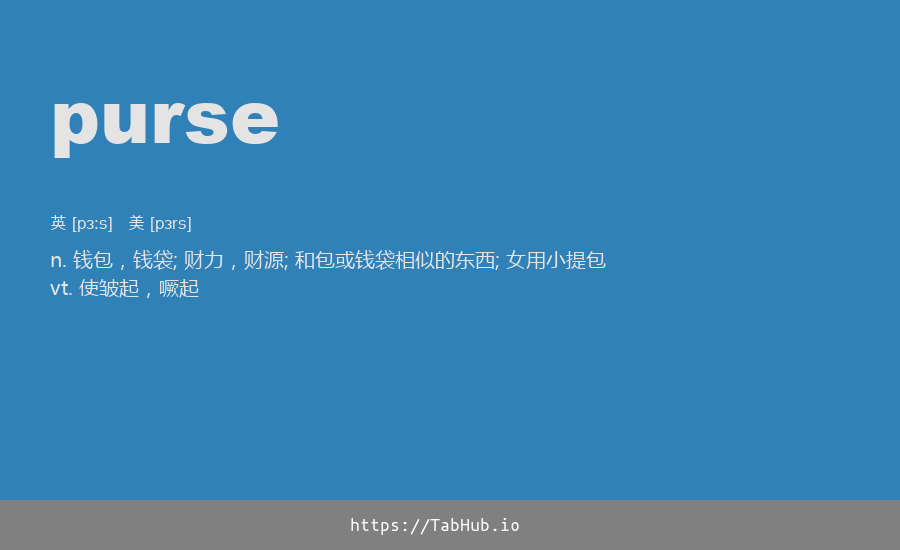 purse
英 [pɜːs] 美 [pɜrs]
n. 钱包，钱袋; 财力，财源; 和包或钱袋相似的东西; 女用小提包
vt. 使皱起，噘起
https://TabHub.io